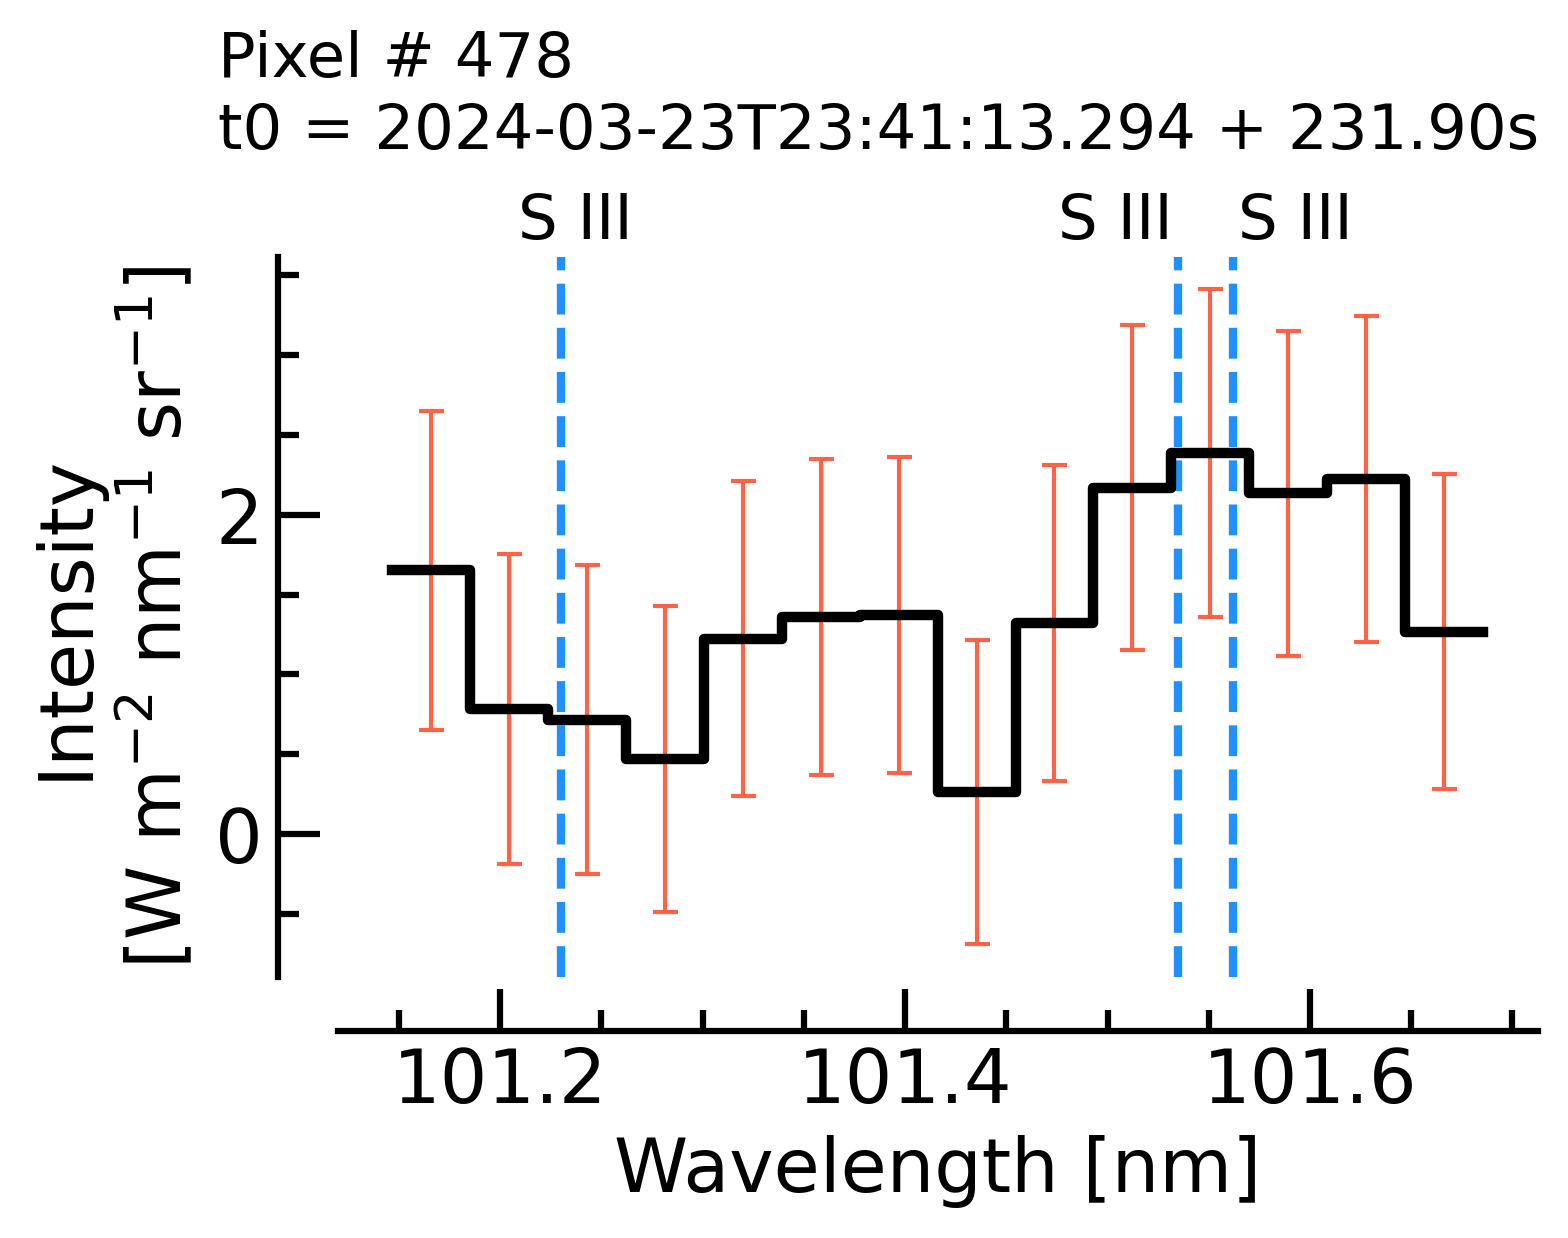 Pixel # 478
t0 = 2024-03-23T23:41:13.294 + 231.90s
S III S III S III
Intensity
[W m⁻² nm⁻¹ sr⁻¹]
2
0
101.2 101.4 101.6
Wavelength [nm]